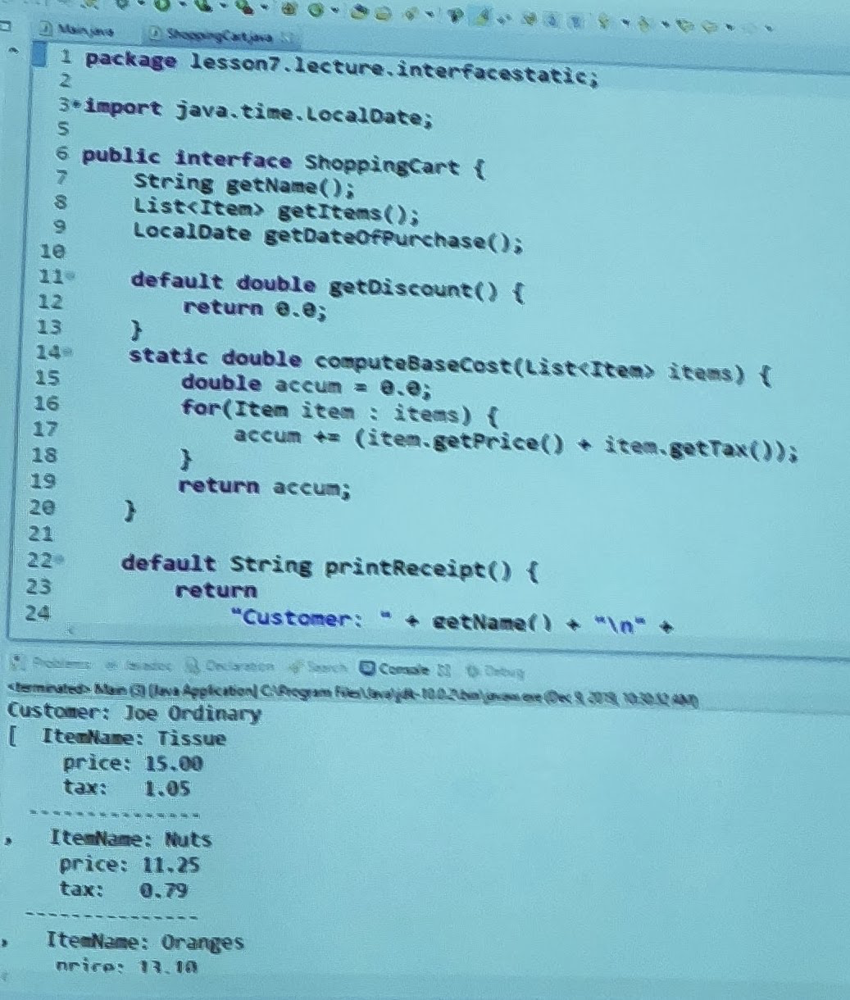 Main.java ShoppingCart.java
1 package lesson7.lecture.interfacestatic;
2
3 import java.time.LocalDate;
5
6 public interface ShoppingCart {
7 String getName();
8 List<Item> getItems();
9 LocalDate getDateOfPurchase();
10
11 default double getDiscount() {
12 return 0.0;
13 }
14 static double computeBaseCost(List<Item> items) {
15 double accum = 0.0;
16 for(Item item : items) {
17 accum += (item.getPrice() + item.getTax());
18 }
19 return accum;
20 }
21
22 default String printReceipt() {
23 return
24 "Customer: " + getName() + "\n" +
Problems Javadoc Declaration Search Console Debug
<terminated> Main (3) [Java Application] C:\Program Files\Java\jdk-10.0.2\bin\javaw.exe (Dec 9, 2019, 10:30:32 AM)
Customer: Joe Ordinary
[ ItemName: Tissue
price: 15.00
tax: 1.05
---------------
, ItemName: Nuts
price: 11.25
tax: 0.79
---------------
, ItemName: Oranges
price: 13.10